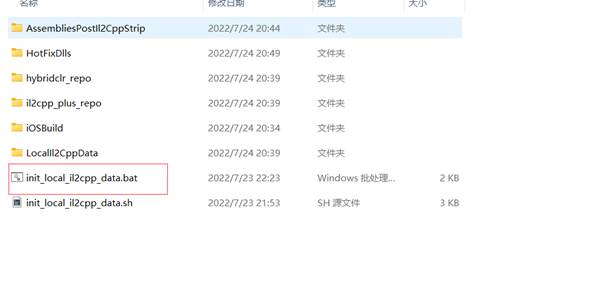 名称 修改日期 类型 大小
AssembliesPostIl2CppStrip 2022/7/24 20:44 文件夹
HotFixDlls 2022/7/24 20:49 文件夹
hybridclr_repo 2022/7/24 20:39 文件夹
il2cpp_plus_repo 2022/7/24 20:39 文件夹
iOSBuild 2022/7/24 20:34 文件夹
LocalIl2CppData 2022/7/24 20:39 文件夹
init_local_il2cpp_data.bat 2022/7/23 22:23 Windows 批处理... 2 KB
init_local_il2cpp_data.sh 2022/7/23 21:53 SH 源文件 3 KB